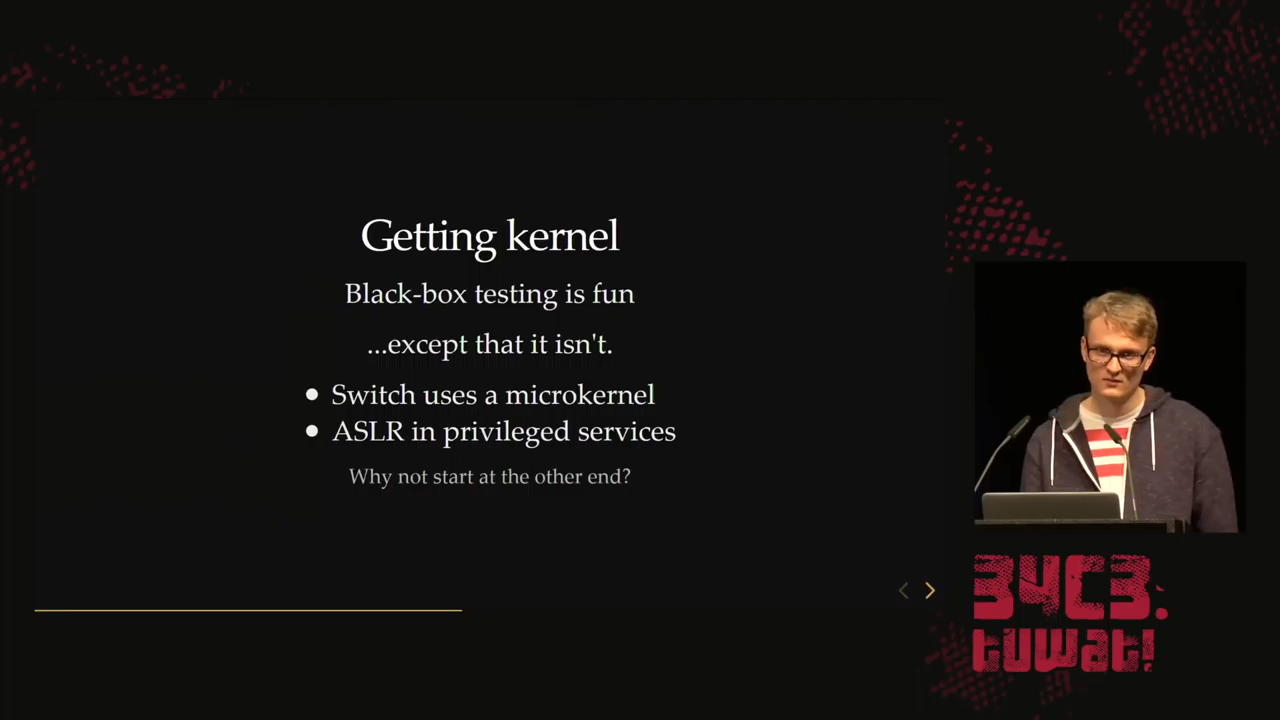 Getting kernel
Black-box testing is fun
...except that it isn't.
• Switch uses a microkernel
• ASLR in privileged services
Why not start at the other end?
34C3.
tuwat!